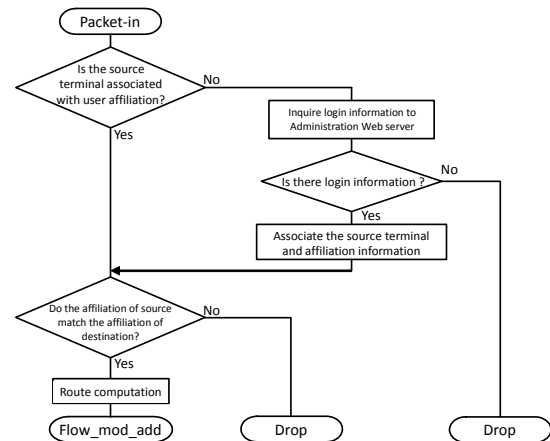 Packet-in
Is the source
terminal associated
with user affiliation?
No
Yes
Inquire login information to
Administration Web server
Is there login information ?
No
Yes
Associate the source terminal
and affiliation information
Do the affiliation of source
match the affiliation of
destination?
No
Yes
Route computation
Flow_mod_add
Drop
Drop